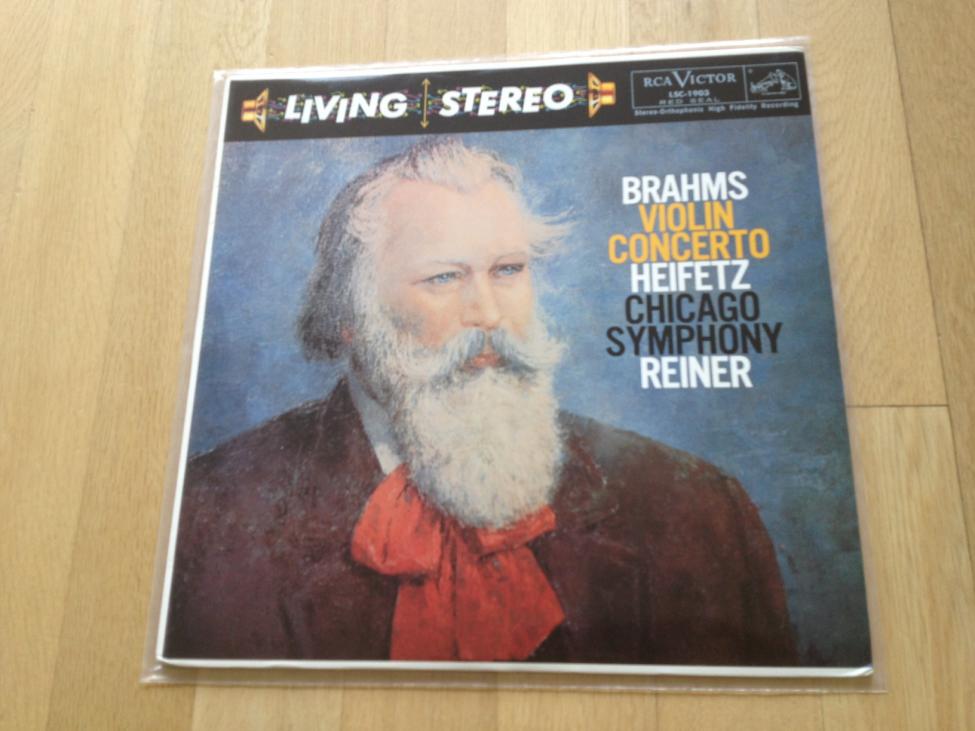 LIVING STEREO
RCA VICTOR
LSC-1903
RED SEAL
Stereo-Orthophonic High Fidelity Recording
BRAHMS
VIOLIN
CONCERTO
HEIFETZ
CHICAGO
SYMPHONY
REINER